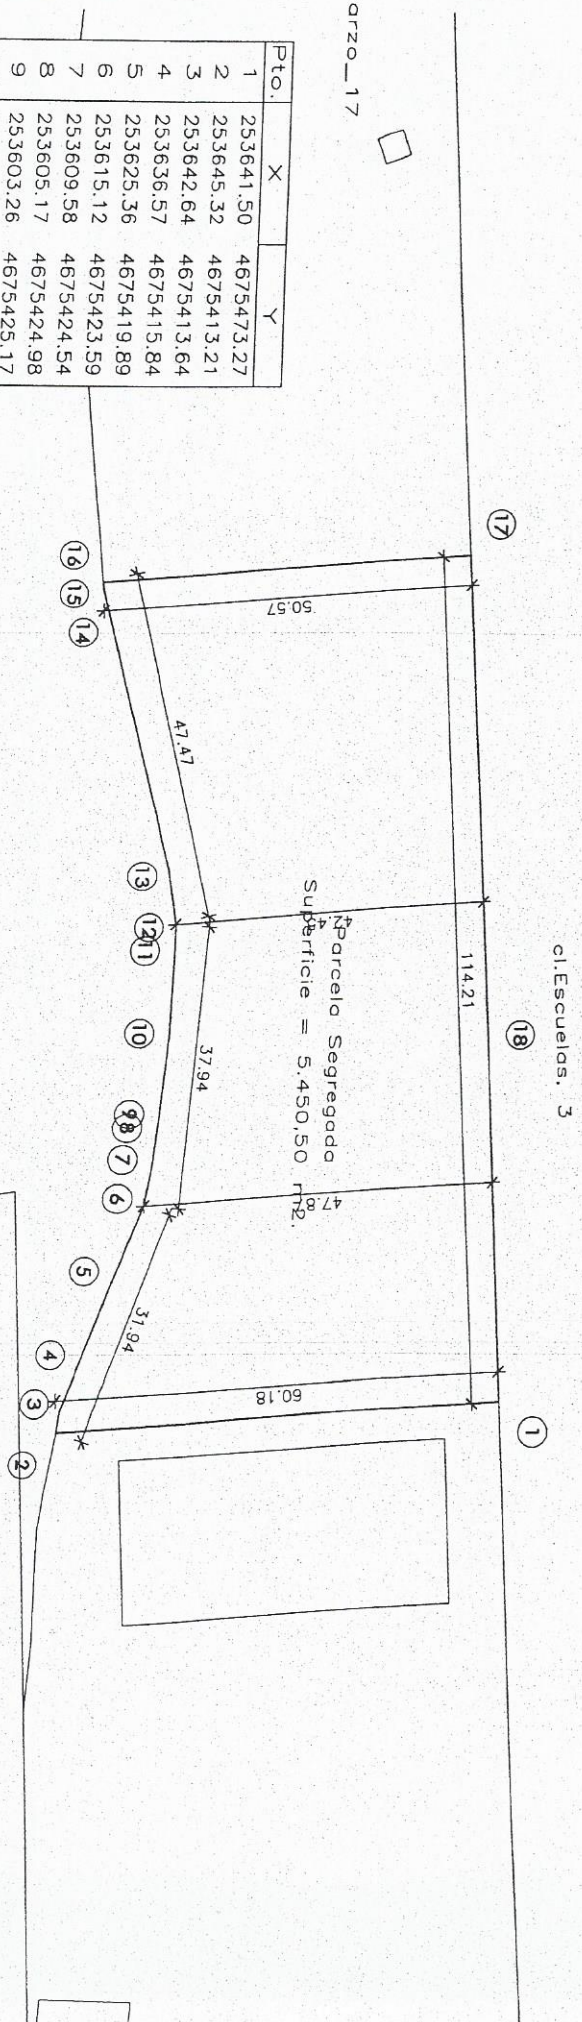 arzo_17
Pto. X Y
1 253641.50 4675473.27
2 253645.32 4675413.21
3 253642.64 4675413.64
4 253636.57 4675415.84
5 253625.36 4675419.89
6 253615.12 4675423.59
7 253609.58 4675424.54
8 253605.17 4675424.98
9 253603.26 4675425.17
cl.Escuelas, 3
17
18
1
50.57
114.21
47.47
37.94
60.18
Parcela Segregada
Superficie = 5.450,50 m2.
16
15
14
13
12
11
10
9
8
7
6
5
4
3
2